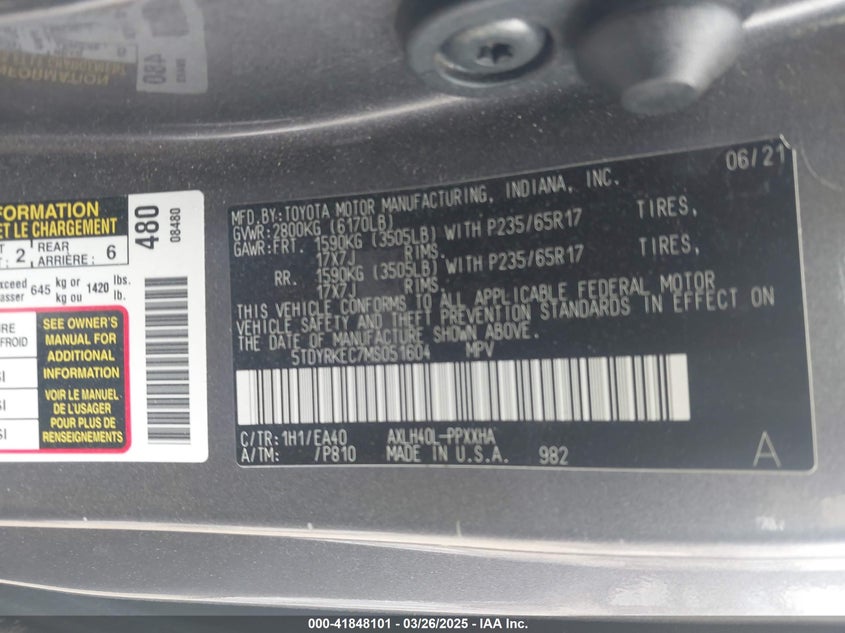 FORMATION
ET LE CHARGEMENT
2 REAR ARRIÈRE : 6
645 kg or kg ou 1420 lbs. lb.
FROID
SEE OWNER'S
MANUAL FOR
ADDITIONAL
INFORMATION
VOIR LE MANUEL
DE L'USAGER
POUR PLUS DE
RENSEIGNEMENTS
480
08480
06/21
MFD.BY:TOYOTA MOTOR MANUFACTURING, INDIANA, INC.
GVWR:2800KG (6170LB)
GAWR:FRT. 1590KG (3505LB) WITH P235/65R17 TIRES,
17X7J RIMS.
RR. 1590KG (3505LB) WITH P235/65R17 TIRES,
17X7J RIMS.
THIS VEHICLE CONFORMS TO ALL APPLICABLE FEDERAL MOTOR
VEHICLE SAFETY AND THEFT PREVENTION STANDARDS IN EFFECT ON
THE DATE OF MANUFACTURE SHOWN ABOVE.
5TDYRKEC7MS051604 MPV
C/TR:1H1/EA40 AXLH40L-PPXXHA
A/TM: /P810 MADE IN U.S.A. 982 A
000-41848101 - 03/26/2025 - IAA Inc.